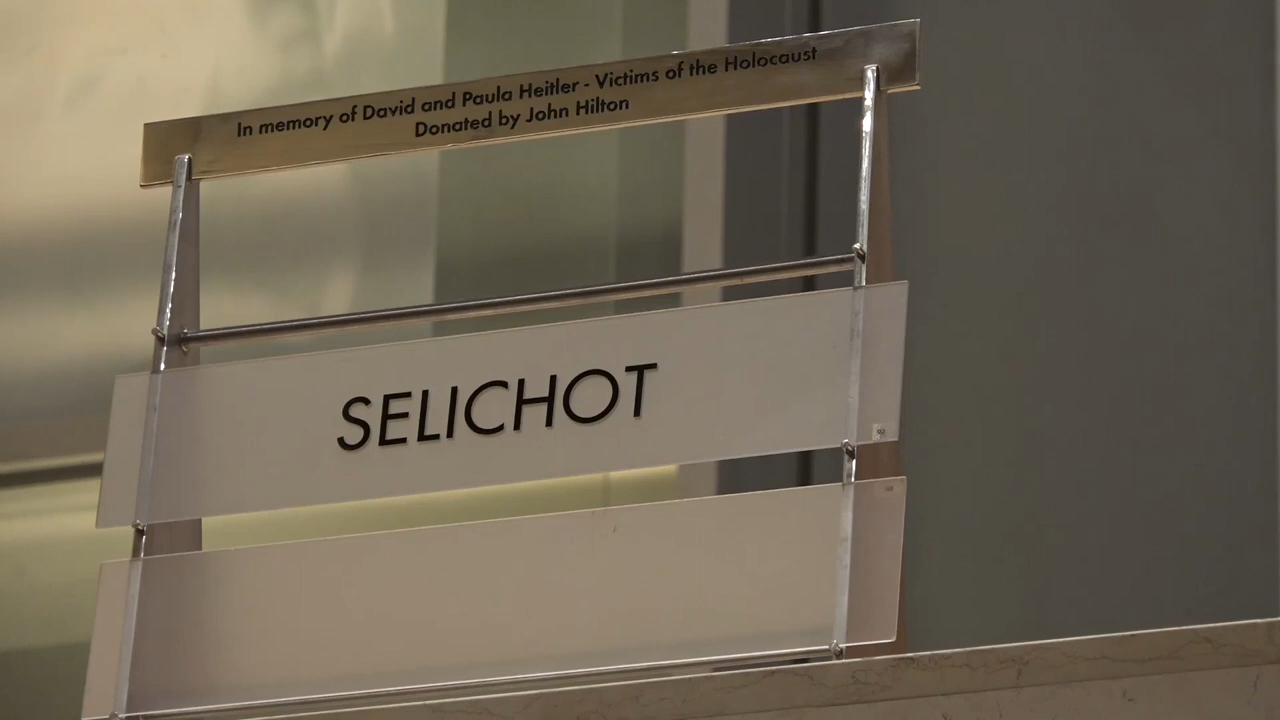 In memory of David and Paula Heitler - Victims of the Holocaust
Donated by John Hilton
SELICHOT